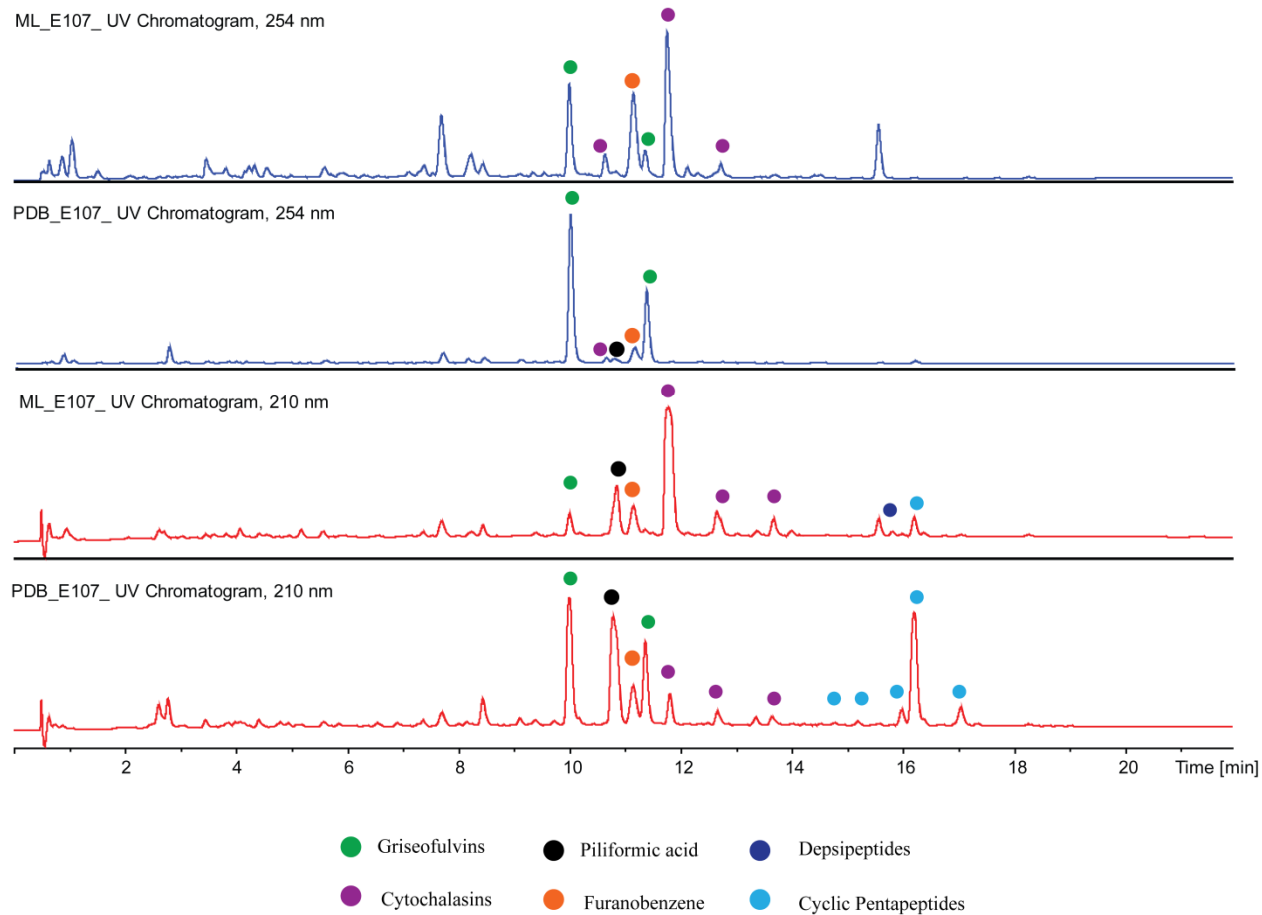 ML_E107_ UV Chromatogram, 254 nm
PDB_E107_ UV Chromatogram, 254 nm
ML_E107_ UV Chromatogram, 210 nm
PDB_E107_ UV Chromatogram, 210 nm
2 4 6 8 10 12 14 16 18 20 Time [min]
Griseofulvins Piliformic acid Depsipeptides
Cytochalasins Furanobenzene Cyclic Pentapeptides